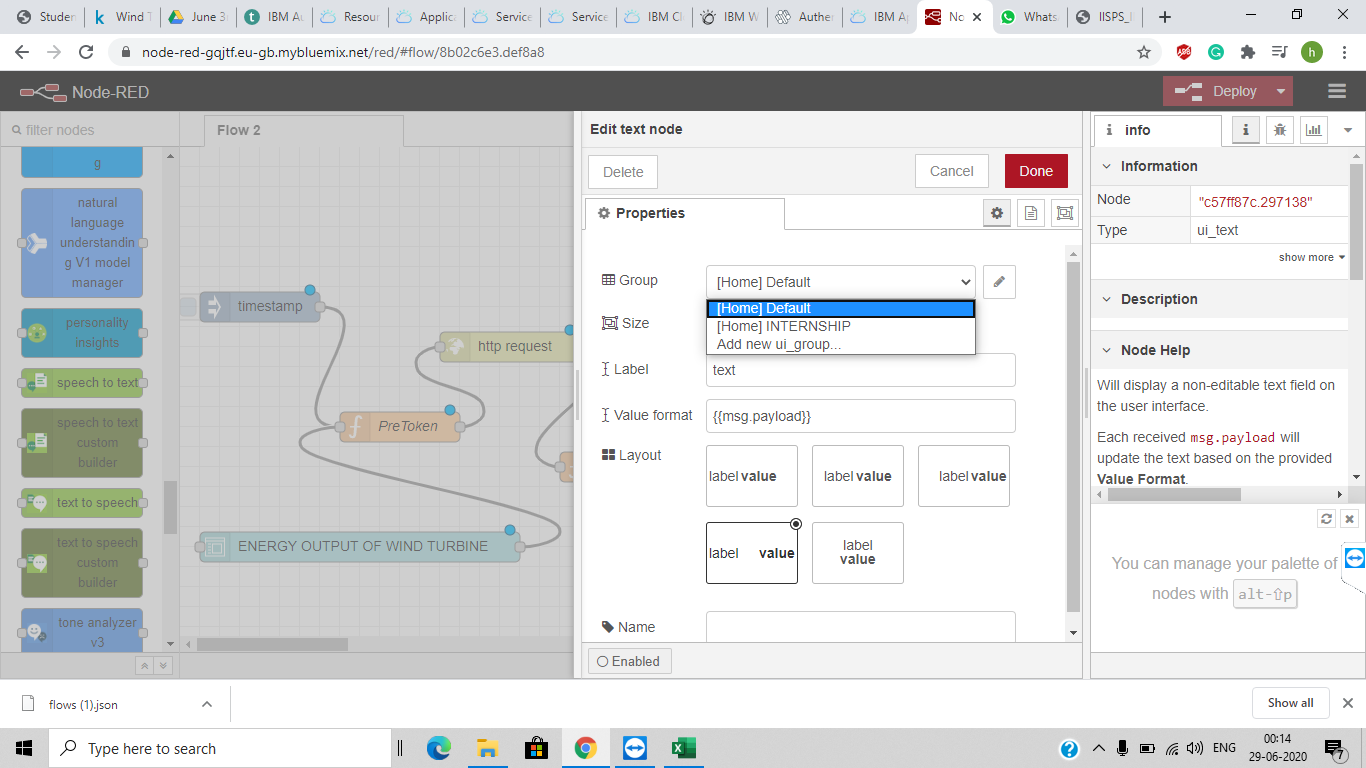 Studen
Wind T
June 3
IBM Au
Resour
Applica
Service
Service
IBM Cl
IBM W
Auther
IBM Ap
No
Whats
IISPS_I
node-red-gqjtf.eu-gb.mybluemix.net/red/#flow/8b02c6e3.def8a8
ABP
h
Node-RED
Deploy
filter nodes
Flow 2
g
natural
language
understandin
g V1 model
manager
personality
insights
speech to text
speech to text
custom
builder
text to speech
text to speech
custom
builder
tone analyzer
v3
timestamp
http request
PreToken
ENERGY OUTPUT OF WIND TURBINE
Edit text node
Delete
Cancel
Done
Properties
Group
[Home] Default
[Home] Default
[Home] INTERNSHIP
Add new ui_group...
Size
Label
text
Value format
{{msg.payload}}
Layout
label value
label value
label value
label value
label
value
Name
Enabled
info
Information
Node
"c57ff87c.297138"
Type
ui_text
show more
Description
Node Help
Will display a non-editable text field on
the user interface.
Each received msg.payload will
update the text based on the provided
Value Format.
You can manage your palette of
nodes with alt-⇧p
flows (1).json
Show all
Type here to search
ENG
00:14
29-06-2020
7